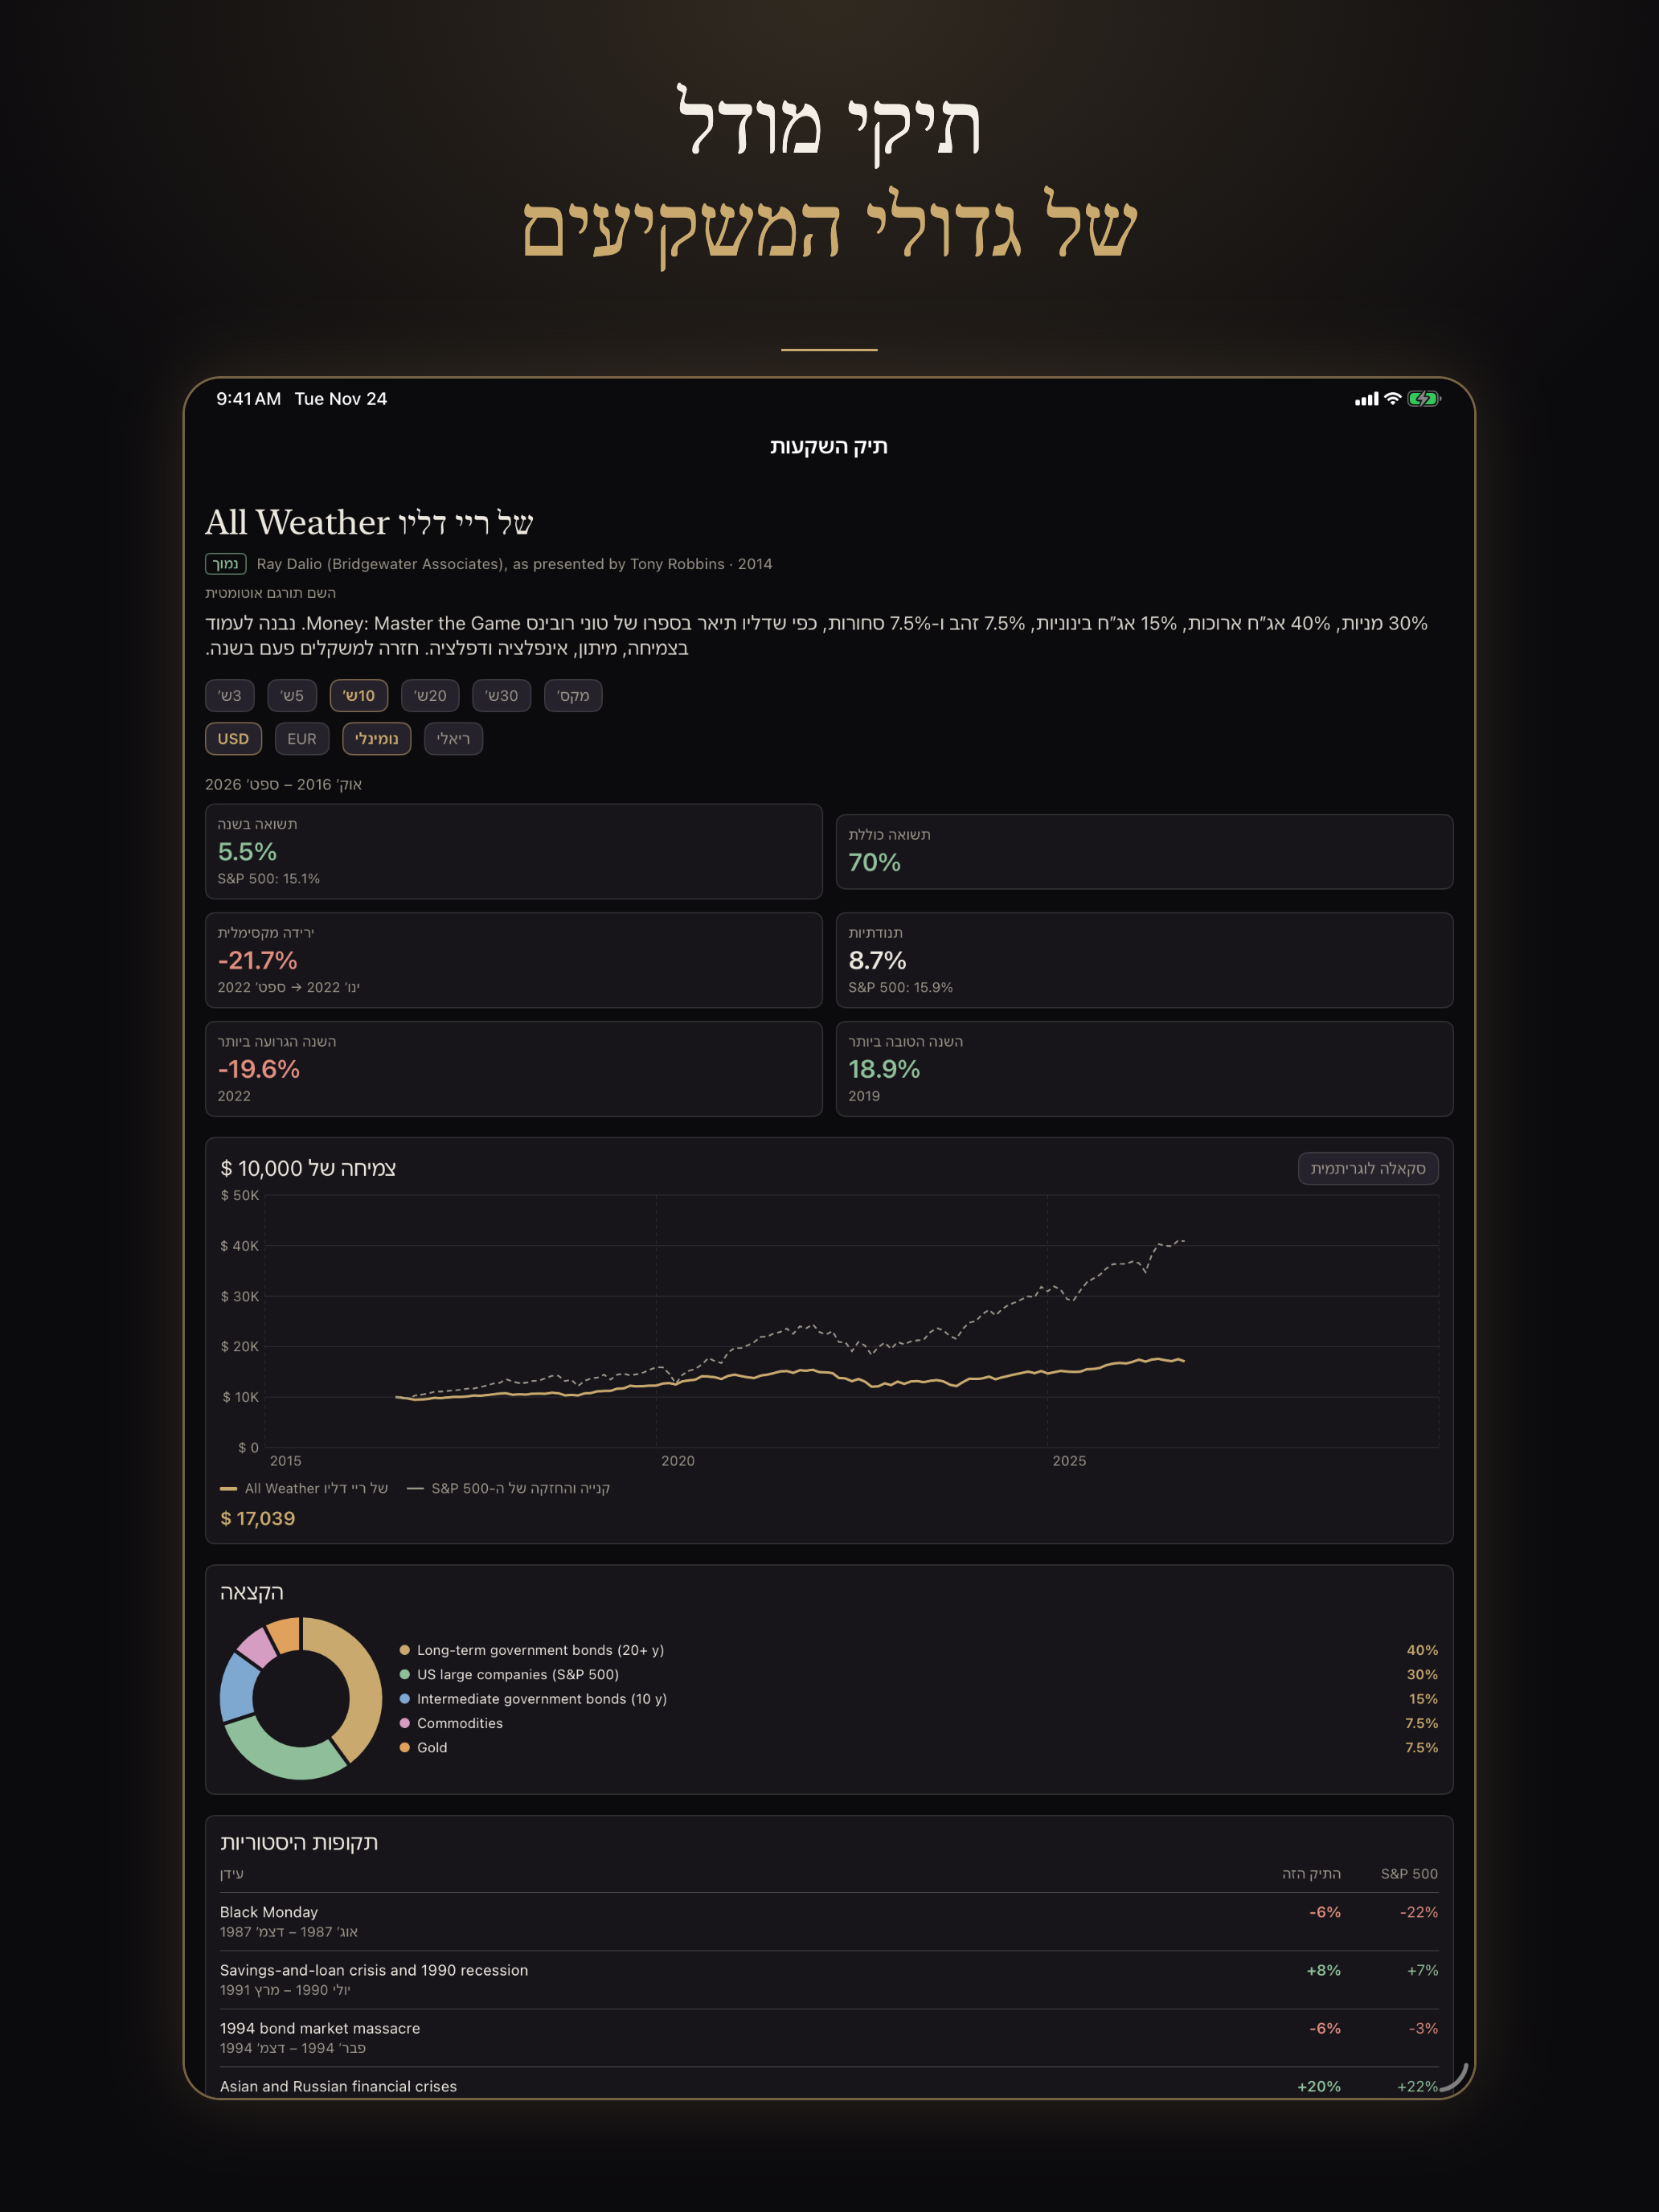 תיקי מודל
של גדולי המשקיעים
9:41 AM Tue Nov 24
תיק השקעות
All Weather של ריי דליו
נמוך Ray Dalio (Bridgewater Associates), as presented by Tony Robbins · 2014
השם תורגם אוטומטית
30% מניות, 40% אג״ח ארוכות, 15% אג״ח בינוניות, 7.5% זהב ו-7.5% סחורות, כפי שדליו תיאר בספרו של טוני רובינס Money: Master the Game. נבנה לעמוד
בצמיחה, מיתון, אינפלציה ודפלציה. חזרה למשקלים פעם בשנה.
3ש׳ 5ש׳ 10ש׳ 20ש׳ 30ש׳ מקס׳
USD EUR נומינלי ריאלי
אוק׳ 2016 – ספט׳ 2026
תשואה בשנה
5.5%
S&P 500: 15.1%
תשואה כוללת
70%
ירידה מקסימלית
-21.7%
ינו׳ 2022 → ספט׳ 2022
תנודתיות
8.7%
S&P 500: 15.9%
השנה הגרועה ביותר
-19.6%
2022
השנה הטובה ביותר
18.9%
2019
צמיחה של 10,000 $
סקאלה לוגריתמית
$ 50K
$ 40K
$ 30K
$ 20K
$ 10K
$ 0
2015 2020 2025
All Weather של ריי דליו קנייה והחזקה של ה-S&P 500
$ 17,039
הקצאה
Long-term government bonds (20+ y) 40%
US large companies (S&P 500) 30%
Intermediate government bonds (10 y) 15%
Commodities 7.5%
Gold 7.5%
תקופות היסטוריות
עידן התיק הזה S&P 500
Black Monday -6% -22%
אוג׳ 1987 – דצמ׳ 1987
Savings-and-loan crisis and 1990 recession +8% +7%
יולי 1990 – מרץ 1991
1994 bond market massacre -6% -3%
פבר׳ 1994 – דצמ׳ 1994
Asian and Russian financial crises +20% +22%